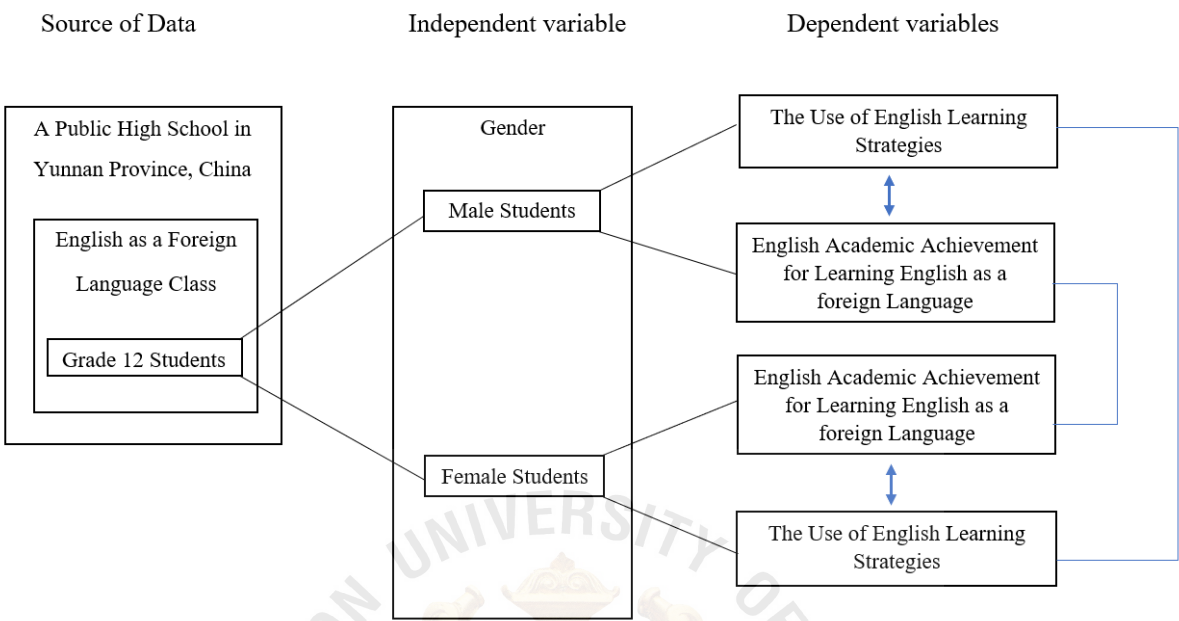 Source of Data
Independent variable
Dependent variables
A Public High School in
Yunnan Province, China
English as a Foreign
Language Class
Grade 12 Students
Gender
Male Students
Female Students
The Use of English Learning
Strategies
English Academic Achievement
for Learning English as a
foreign Language
English Academic Achievement
for Learning English as a
foreign Language
The Use of English Learning
Strategies
UNIVERSITY